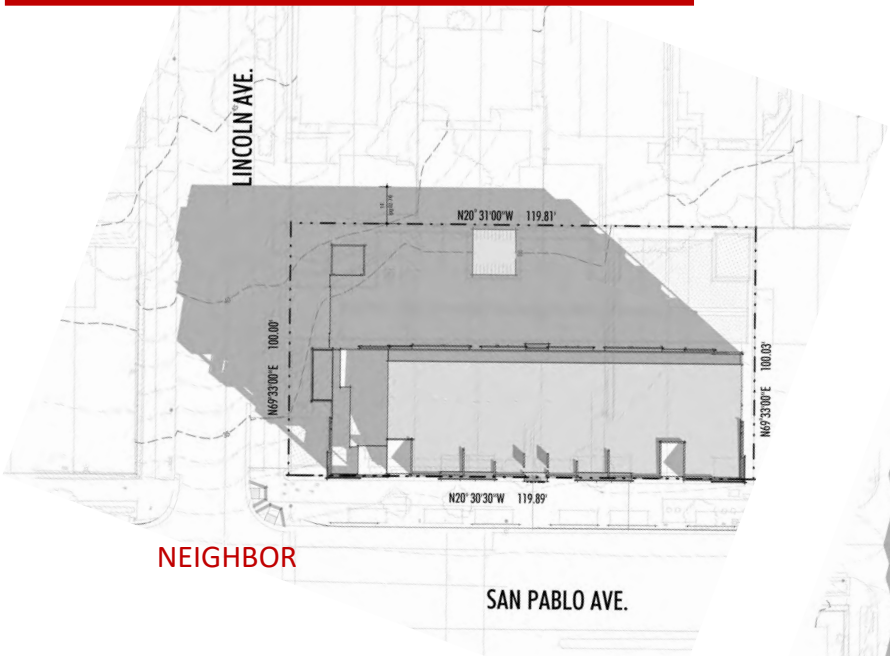 LINCOLN AVE.
N20° 31'00"W 119.81'
N69°33'00"E 100.00'
N69°33'00"E 100.03'
N20° 30'30"W 119.89'
NEIGHBOR
SAN PABLO AVE.